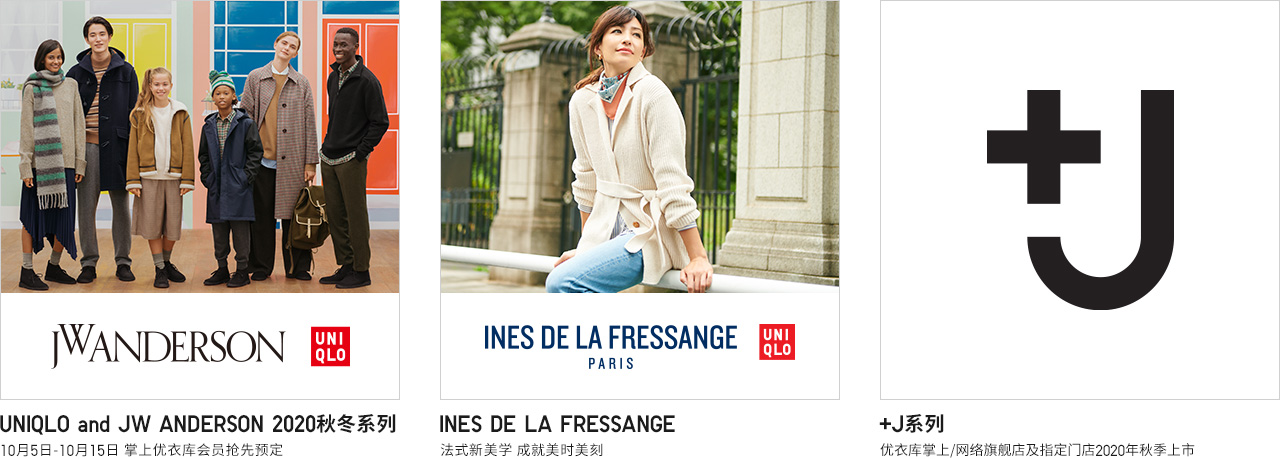 JWANDERSON
UNI
QLO
INES DE LA FRESSANGE
PARIS
UNI
QLO
+J
UNIQLO and JW ANDERSON 2020秋冬系列
10月5日-10月15日 掌上优衣库会员抢先预定
INES DE LA FRESSANGE
法式新美学 成就美时美刻
+J系列
优衣库掌上/网络旗舰店及指定门店2020年秋季上市